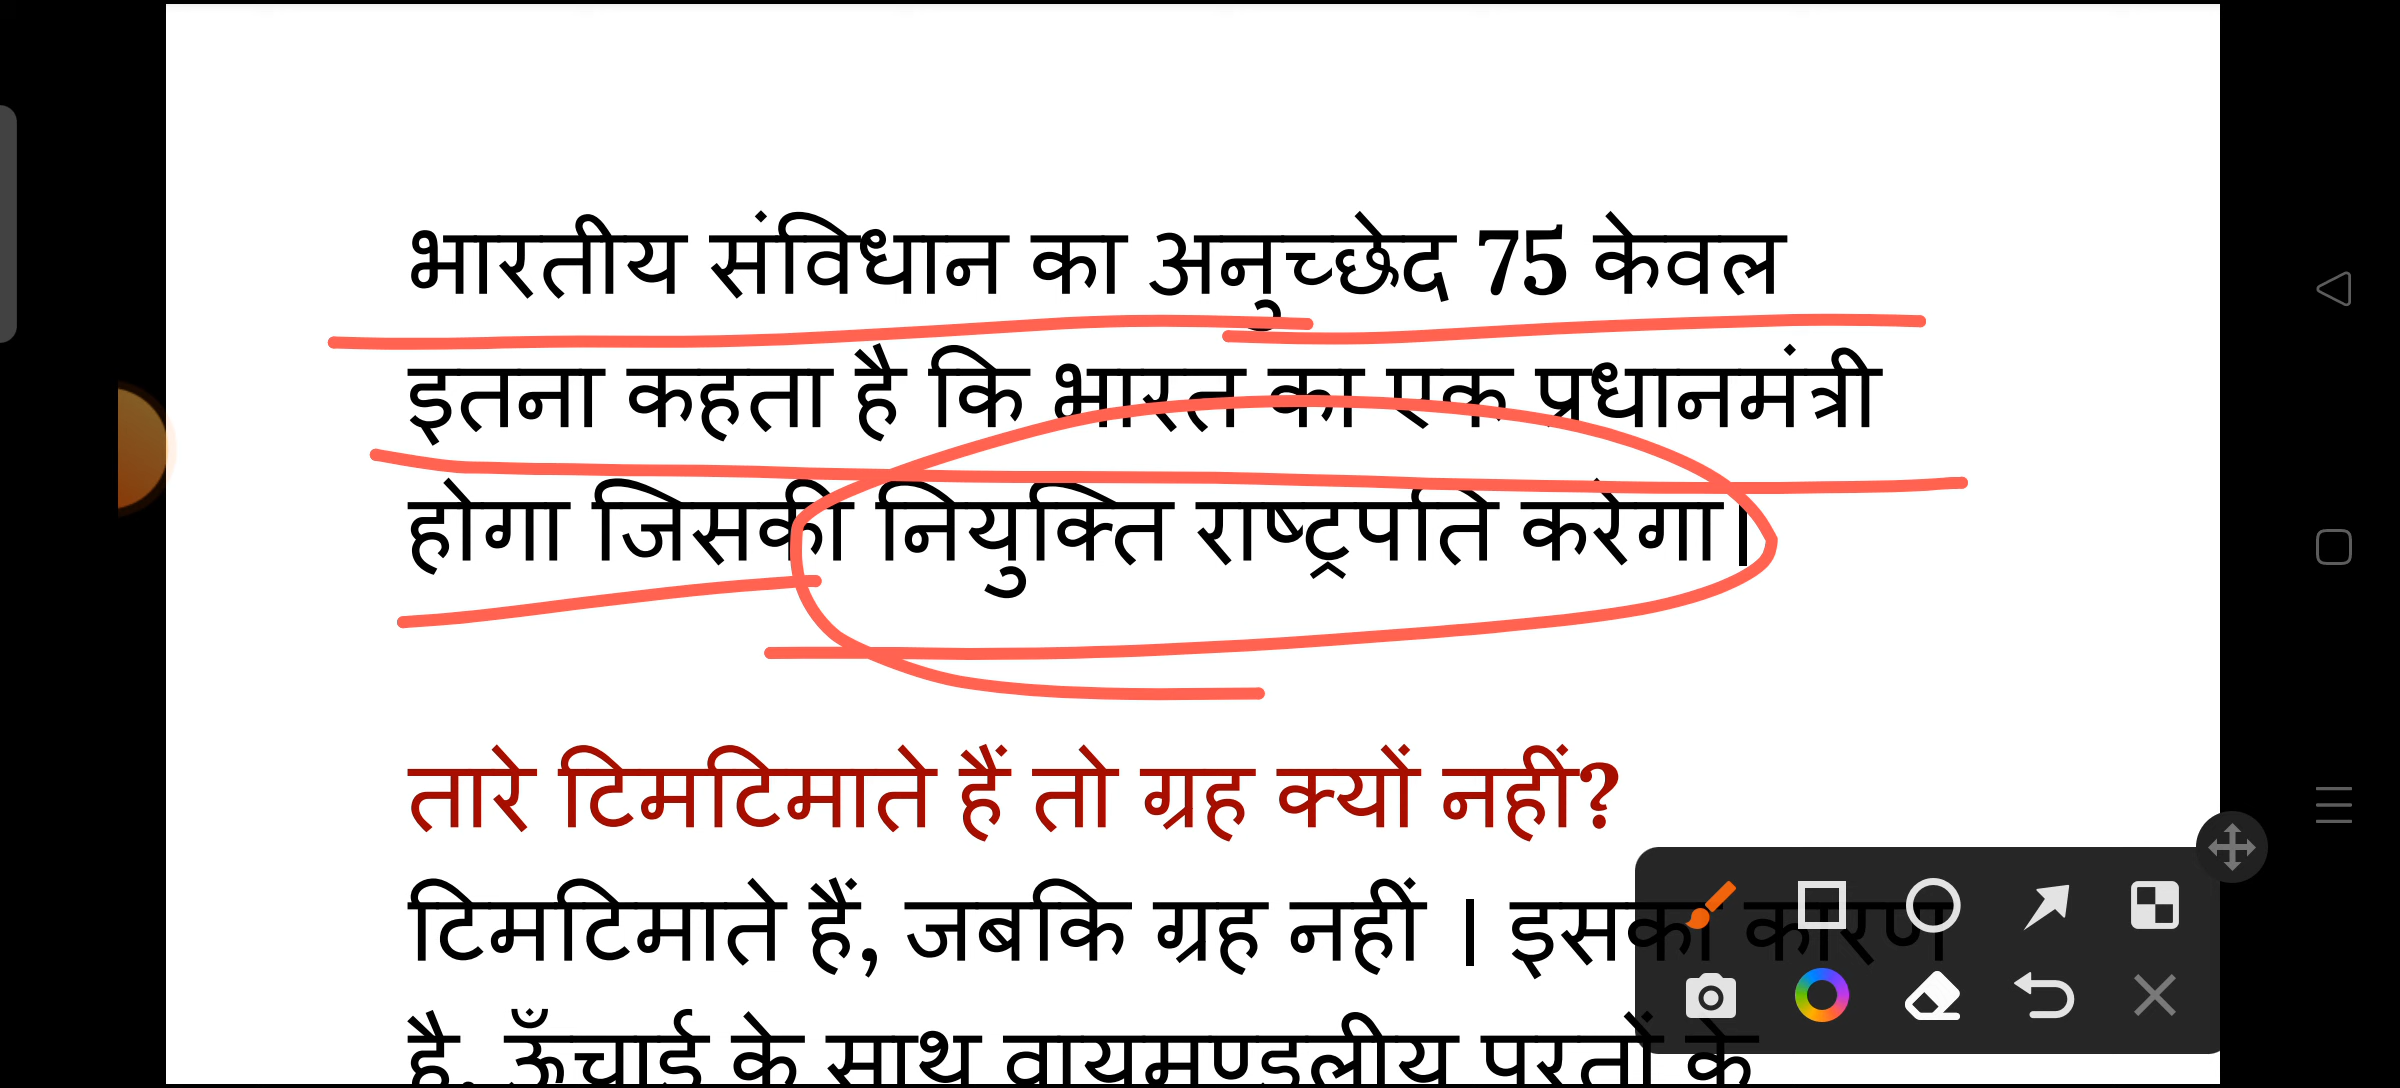 भारतीय संविधान का अनुच्छेद 75 केवल
इतना कहता है कि भारत का एक प्रधानमंत्री
होगा जिसकी नियुक्ति राष्ट्रपति करेगा।
तारे टिमटिमाते हैं तो ग्रह क्यों नहीं?
टिमटिमाते हैं, जबकि ग्रह नहीं । इसका कारण
है, ऊँचाई के साथ वायुमण्डलीय परतों के